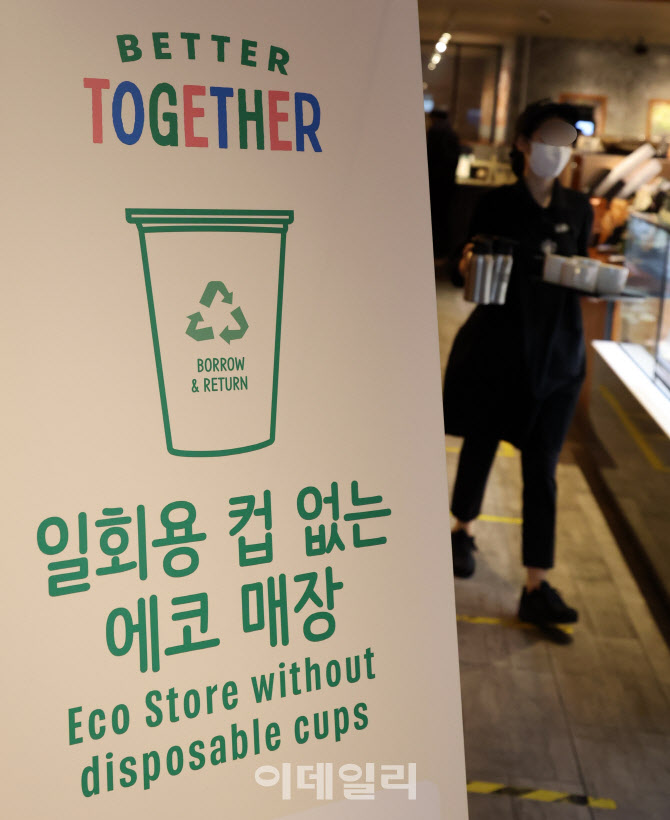 BETTER
TOGETHER
BORROW
& RETURN
일회용 컵 없는
에코 매장
Eco Store without
disposable cups
이데일리